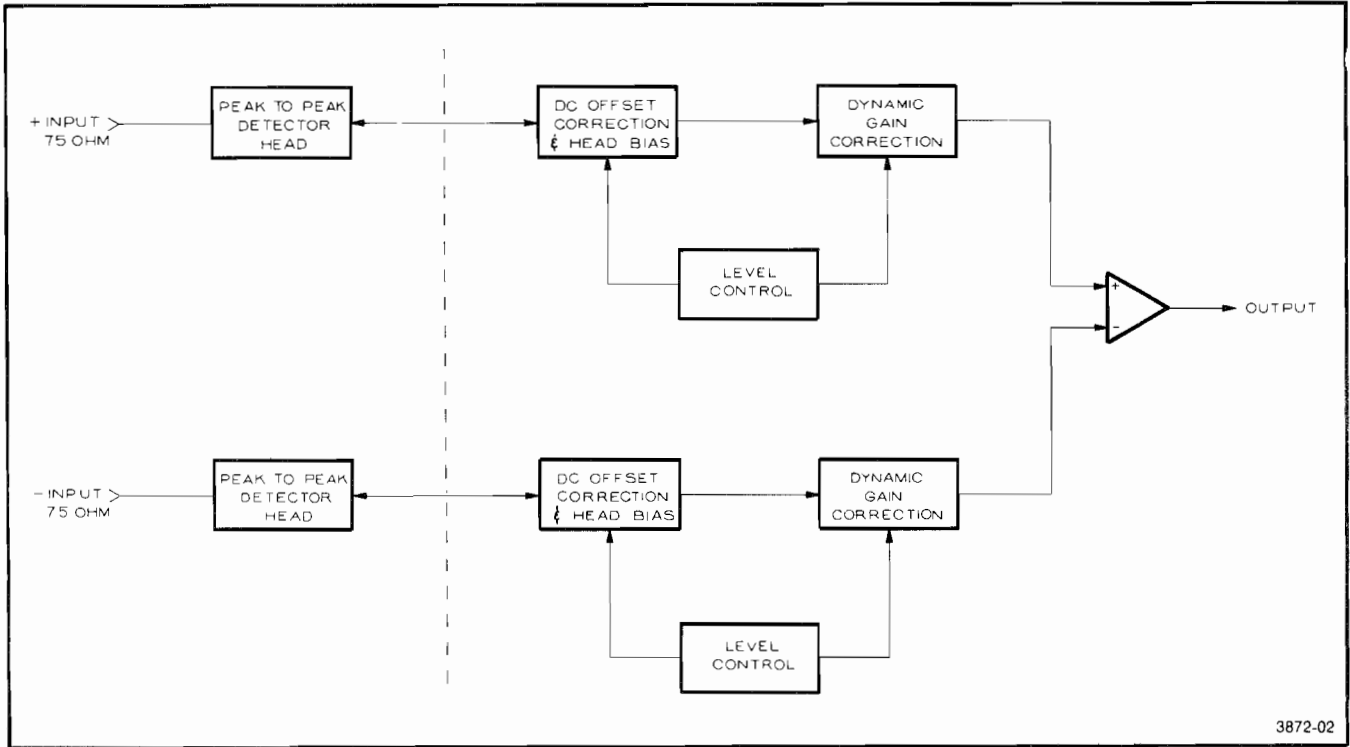 + INPUT
75 OHM
PEAK TO PEAK
DETECTOR
HEAD
DC OFFSET
CORRECTION
& HEAD BIAS
DYNAMIC
GAIN
CORRECTION
LEVEL
CONTROL
+
-
OUTPUT
- INPUT
75 OHM
PEAK TO PEAK
DETECTOR
HEAD
DC OFFSET
CORRECTION
& HEAD BIAS
DYNAMIC
GAIN
CORRECTION
LEVEL
CONTROL
3872-02